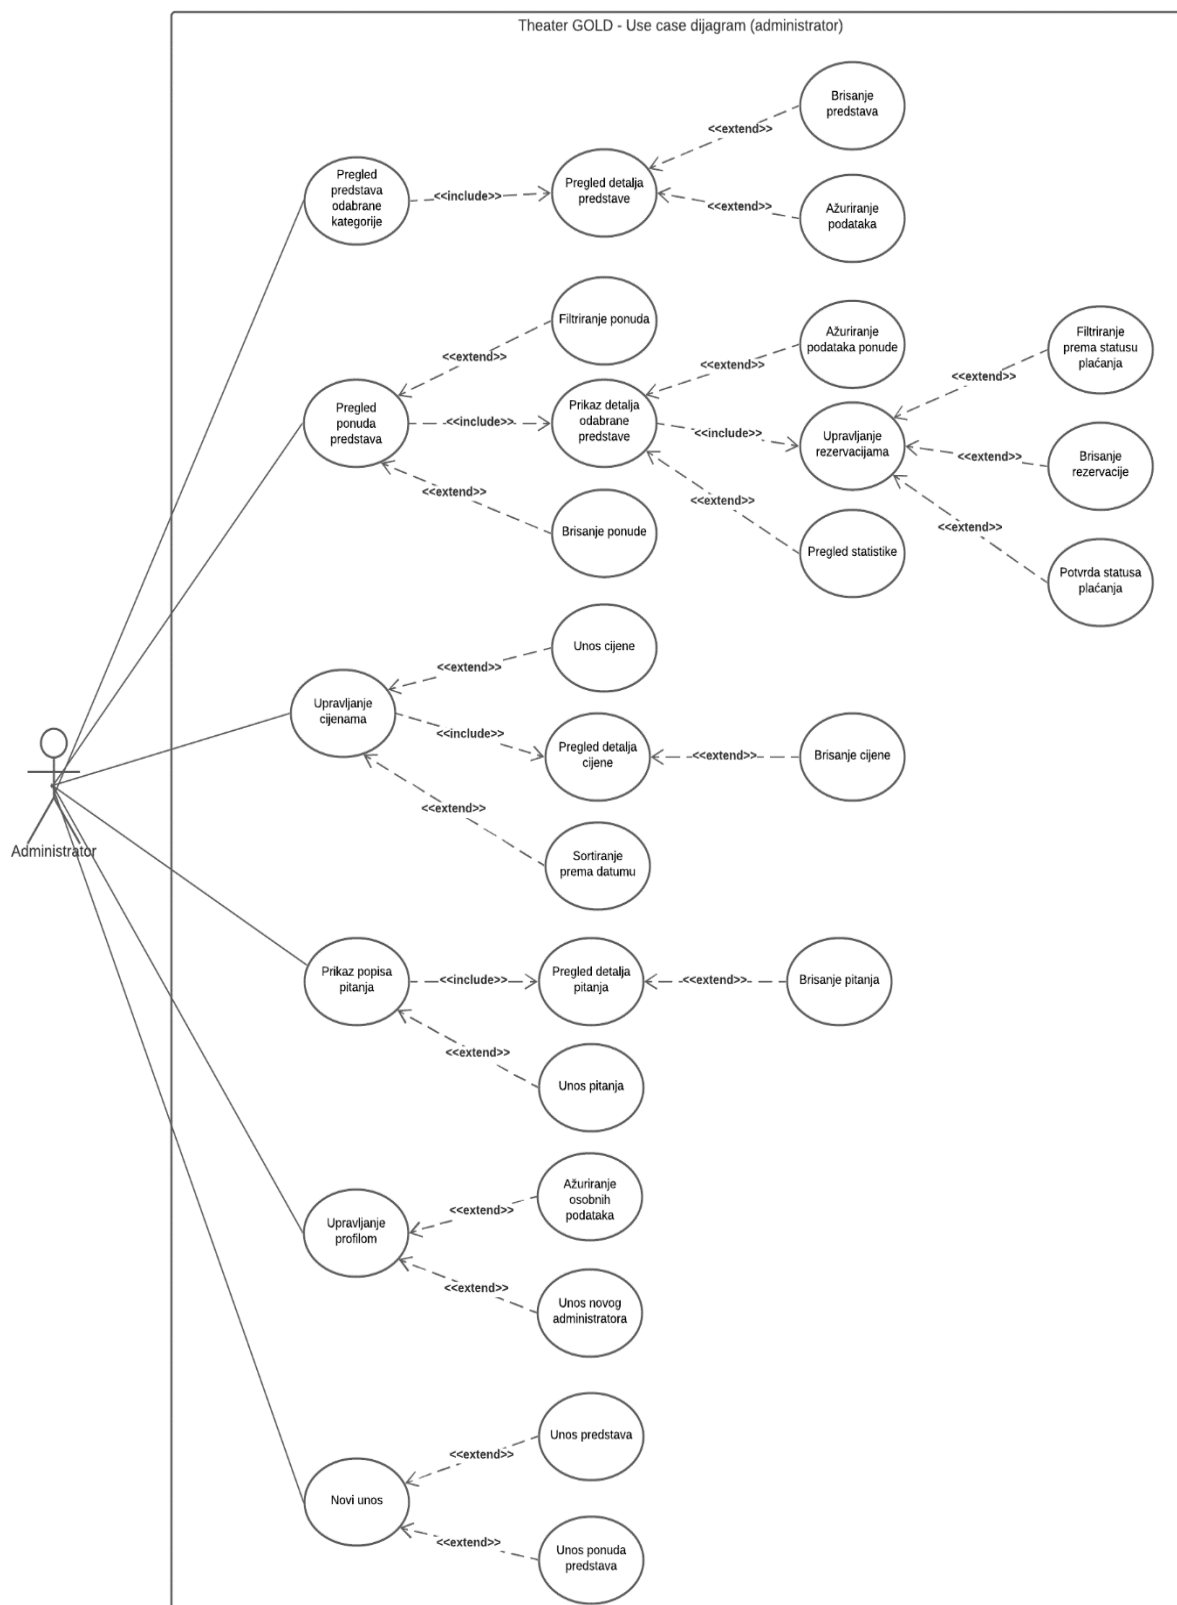 Theater GOLD - Use case dijagram (administrator)
Brisanje
predstava
<<extend>>
Pregled
predstava
odabrane
kategorije
<<include>>
Pregled detalja
predstave
<<extend>>
Ažuriranje
podataka
Filtriranje ponuda
<<extend>>
Ažuriranje
podataka ponude
<<extend>>
Filtriranje
prema statusu
plaćanja
<<extend>>
Pregled
ponuda
predstava
<<include>>
Prikaz detalja
odabrane
predstave
<<include>>
Upravljanje
rezervacijama
<<extend>>
Brisanje
rezervacije
<<extend>>
Brisanje ponude
<<extend>>
Pregled statistike
<<extend>>
Potvrda statusa
plaćanja
Unos cijene
<<extend>>
Upravljanje
cijenama
<<include>>
Pregled detalja
cijene
<<extend>>
Brisanje cijene
<<extend>>
Sortiranje
prema datumu
Administrator
Prikaz popisa
pitanja
<<include>>
Pregled detalja
pitanja
<<extend>>
Brisanje pitanja
<<extend>>
Unos pitanja
Ažuriranje
osobnih
podataka
<<extend>>
Upravljanje
profilom
<<extend>>
Unos novog
administratora
Unos predstava
<<extend>>
Novi unos
<<extend>>
Unos ponuda
predstava